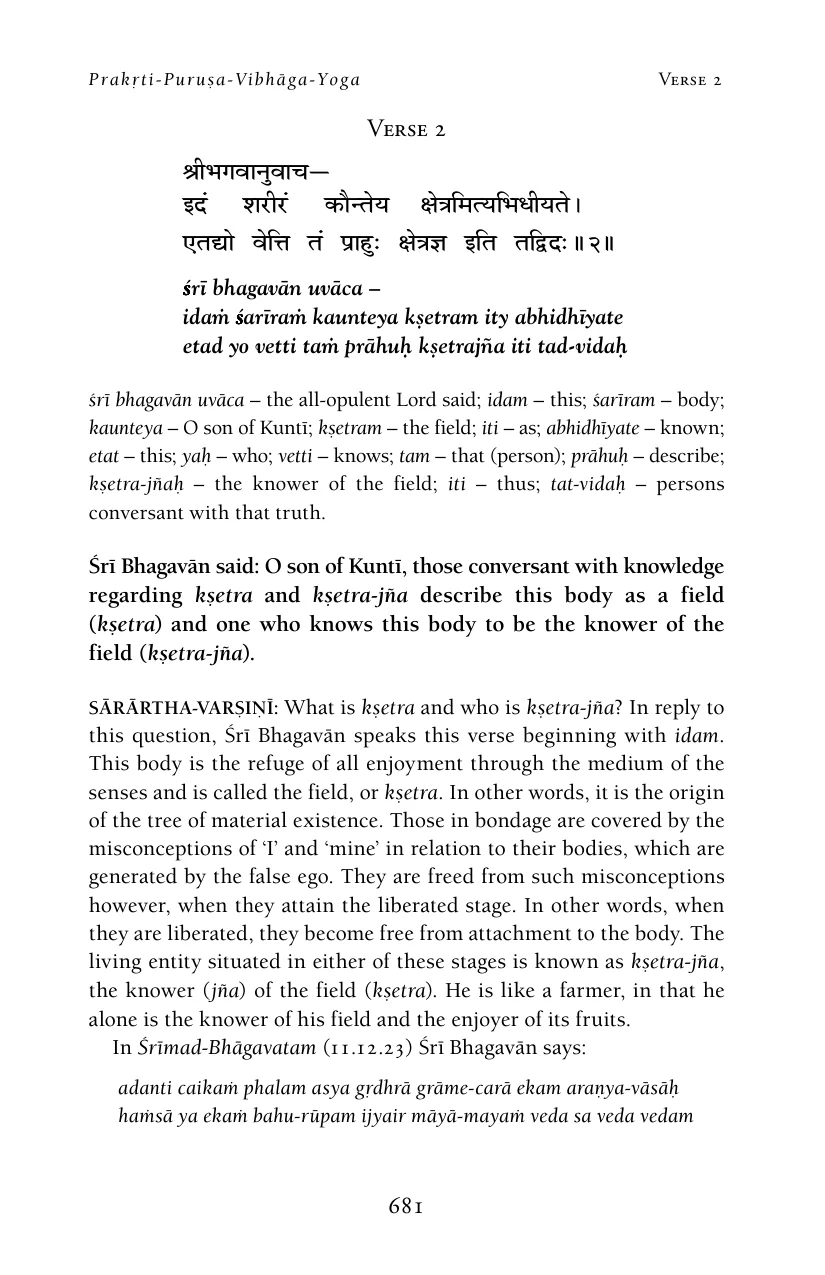 Prakṛti-Puruṣa-Vibhāga-Yoga VERSE 2
VERSE 2
श्रीभगवानुवाच—
इदं शरीरं कौन्तेय क्षेत्रमित्यभिधीयते।
एतद्यो वेत्ति तं प्राहुः क्षेत्रज्ञ इति तद्विदः॥२॥
śrī bhagavān uvāca –
idaṁ śarīraṁ kaunteya kṣetram ity abhidhīyate
etad yo vetti taṁ prāhuḥ kṣetrajña iti tad-vidaḥ
śrī bhagavān uvāca – the all-opulent Lord said; idam – this; śarīram – body;
kaunteya – O son of Kuntī; kṣetram – the field; iti – as; abhidhīyate – known;
etat – this; yaḥ – who; vetti – knows; tam – that (person); prāhuḥ – describe;
kṣetra-jñaḥ – the knower of the field; iti – thus; tat-vidaḥ – persons
conversant with that truth.
Śrī Bhagavān said: O son of Kuntī, those conversant with knowledge
regarding kṣetra and kṣetra-jña describe this body as a field
(kṣetra) and one who knows this body to be the knower of the
field (kṣetra-jña).
SĀRĀRTHA-VARṢIṆĪ: What is kṣetra and who is kṣetra-jña? In reply to
this question, Śrī Bhagavān speaks this verse beginning with idam.
This body is the refuge of all enjoyment through the medium of the
senses and is called the field, or kṣetra. In other words, it is the origin
of the tree of material existence. Those in bondage are covered by the
misconceptions of ‘I’ and ‘mine’ in relation to their bodies, which are
generated by the false ego. They are freed from such misconceptions
however, when they attain the liberated stage. In other words, when
they are liberated, they become free from attachment to the body. The
living entity situated in either of these stages is known as kṣetra-jña,
the knower (jña) of the field (kṣetra). He is like a farmer, in that he
alone is the knower of his field and the enjoyer of its fruits.
In Śrīmad-Bhāgavatam (11.12.23) Śrī Bhagavān says:
adanti caikaṁ phalam asya gṛdhrā grāme-carā ekam araṇya-vāsāḥ
haṁsā ya ekaṁ bahu-rūpam ijyair māyā-mayaṁ veda sa veda vedam
681